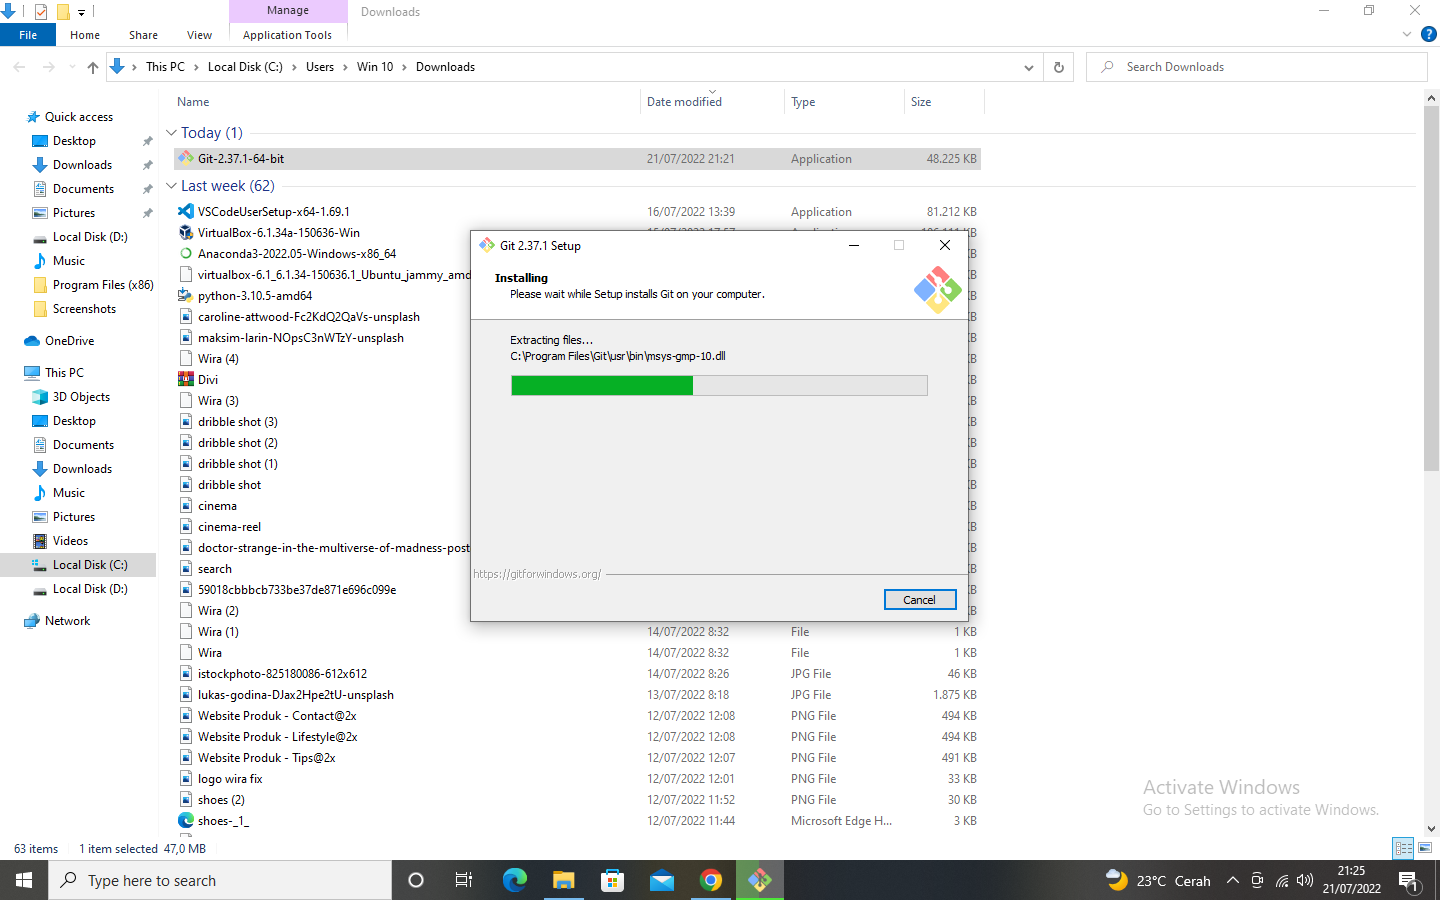 Manage
Downloads
File
Home
Share
View
Application Tools
This PC
Local Disk (C:)
Users
Win 10
Downloads
Search Downloads
Name
Date modified
Type
Size
Quick access
Desktop
Downloads
Documents
Pictures
Local Disk (D:)
Music
Program Files (x86)
Screenshots
OneDrive
This PC
3D Objects
Desktop
Documents
Downloads
Music
Pictures
Videos
Local Disk (C:)
Local Disk (D:)
Network
Today (1)
Git-2.37.1-64-bit 21/07/2022 21:21 Application 48.225 KB
Last week (62)
VSCodeUserSetup-x64-1.69.1 16/07/2022 13:39 Application 81.212 KB
VirtualBox-6.1.34a-150636-Win
Anaconda3-2022.05-Windows-x86_64
virtualbox-6.1_6.1.34-150636.1_Ubuntu_jammy_amd
python-3.10.5-amd64
caroline-attwood-Fc2KdQ2QaVs-unsplash
maksim-larin-NOpsC3nWTzY-unsplash
Wira (4)
Divi
Wira (3)
dribble shot (3)
dribble shot (2)
dribble shot (1)
dribble shot
cinema
cinema-reel
doctor-strange-in-the-multiverse-of-madness-post
search
59018cbbbcb733be37de871e696c099e
Wira (2)
Wira (1) 14/07/2022 8:32 File 1 KB
Wira 14/07/2022 8:32 File 1 KB
istockphoto-825180086-612x612 14/07/2022 8:26 JPG File 46 KB
lukas-godina-DJax2Hpe2tU-unsplash 13/07/2022 8:18 JPG File 1.875 KB
Website Produk - Contact@2x 12/07/2022 12:08 PNG File 494 KB
Website Produk - Lifestyle@2x 12/07/2022 12:08 PNG File 494 KB
Website Produk - Tips@2x 12/07/2022 12:07 PNG File 491 KB
logo wira fix 12/07/2022 12:01 PNG File 33 KB
shoes (2) 12/07/2022 11:52 PNG File 30 KB
shoes-_1_ 12/07/2022 11:44 Microsoft Edge H... 3 KB
Git 2.37.1 Setup
Installing
Please wait while Setup installs Git on your computer.
Extracting files...
C:\Program Files\Git\usr\bin\msys-gmp-10.dll
https://gitforwindows.org/
Cancel
Activate Windows
Go to Settings to activate Windows.
63 items 1 item selected 47,0 MB
Type here to search
23°C Cerah
21:25
21/07/2022
1